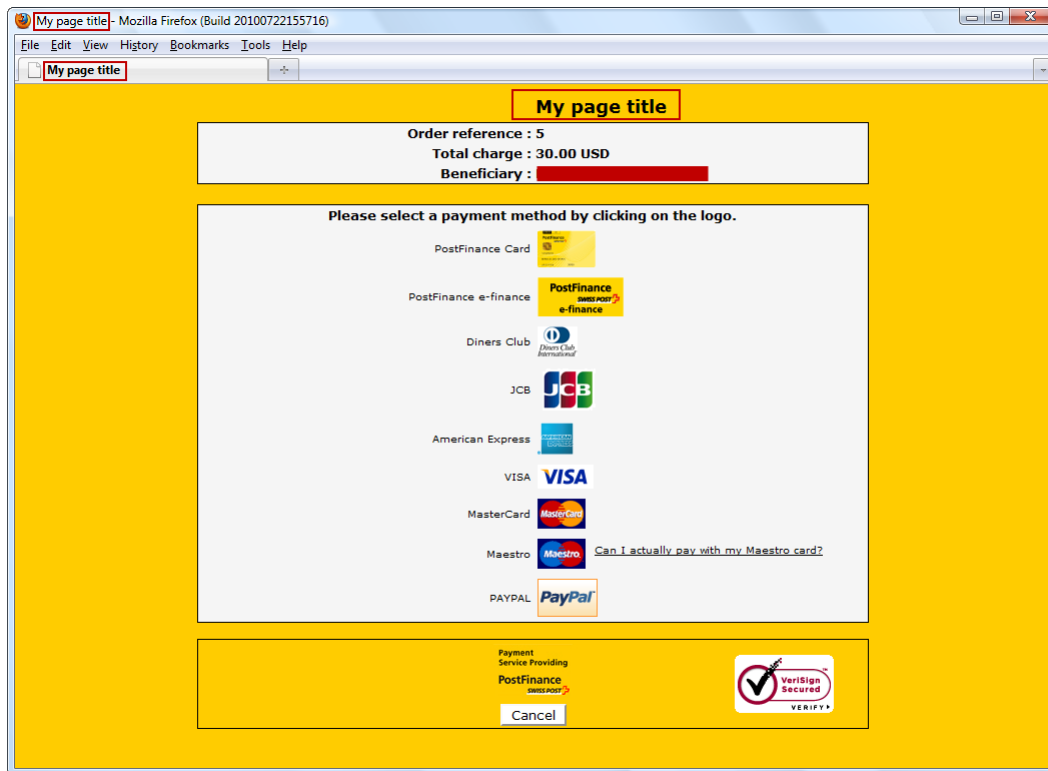 My page title - Mozilla Firefox (Build 20100722155716)
File Edit View History Bookmarks Tools Help
My page title
My page title
Order reference : 5
Total charge : 30.00 USD
Beneficiary :
Please select a payment method by clicking on the logo.
PostFinance Card
PostFinance e-finance PostFinance
SWISS POST
e-finance
Diners Club Diners Club
International
JCB JCB
American Express
VISA VISA
MasterCard MasterCard
Maestro Maestro Can I actually pay with my Maestro card?
PAYPAL PayPal
Payment
Service Providing
PostFinance
SWISS POST
Cancel
VeriSign
Secured
VERIFY